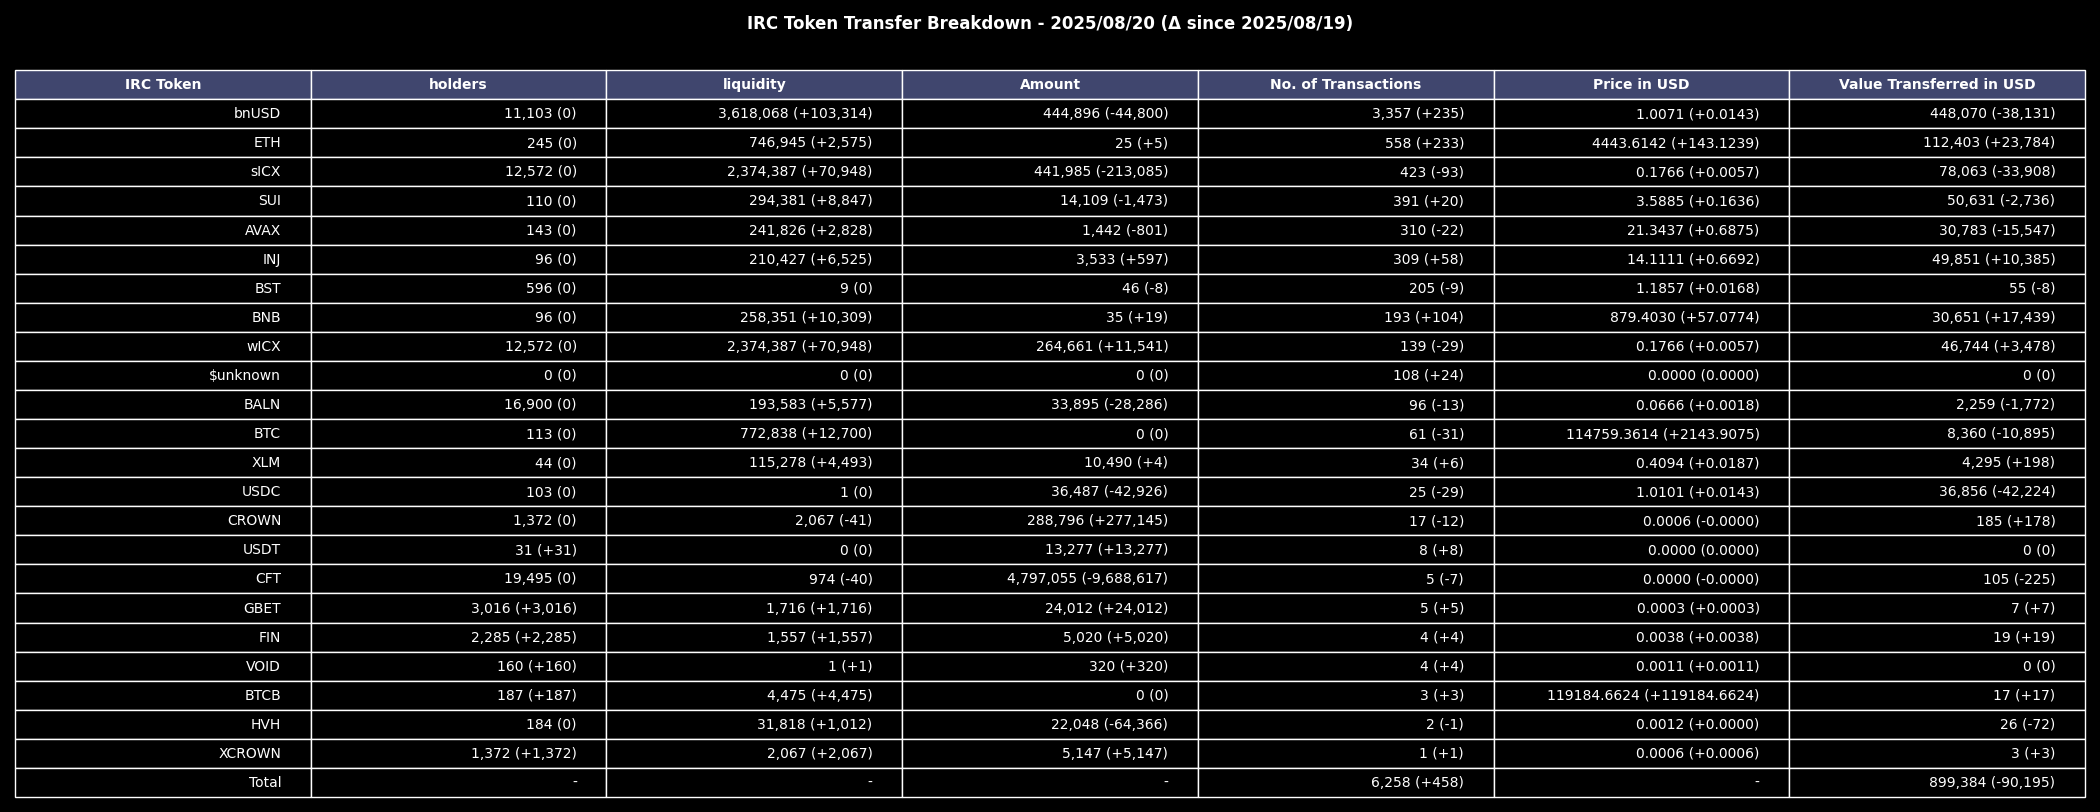 IRC Token Transfer Breakdown - 2025/08/20 (Δ since 2025/08/19)
IRC Token holders liquidity Amount No. of Transactions Price in USD Value Transferred in USD
bnUSD 11,103 (0) 3,618,068 (+103,314) 444,896 (-44,800) 3,357 (+235) 1.0071 (+0.0143) 448,070 (-38,131)
ETH 245 (0) 746,945 (+2,575) 25 (+5) 558 (+233) 4443.6142 (+143.1239) 112,403 (+23,784)
sICX 12,572 (0) 2,374,387 (+70,948) 441,985 (-213,085) 423 (-93) 0.1766 (+0.0057) 78,063 (-33,908)
SUI 110 (0) 294,381 (+8,847) 14,109 (-1,473) 391 (+20) 3.5885 (+0.1636) 50,631 (-2,736)
AVAX 143 (0) 241,826 (+2,828) 1,442 (-801) 310 (-22) 21.3437 (+0.6875) 30,783 (-15,547)
INJ 96 (0) 210,427 (+6,525) 3,533 (+597) 309 (+58) 14.1111 (+0.6692) 49,851 (+10,385)
BST 596 (0) 9 (0) 46 (-8) 205 (-9) 1.1857 (+0.0168) 55 (-8)
BNB 96 (0) 258,351 (+10,309) 35 (+19) 193 (+104) 879.4030 (+57.0774) 30,651 (+17,439)
wICX 12,572 (0) 2,374,387 (+70,948) 264,661 (+11,541) 139 (-29) 0.1766 (+0.0057) 46,744 (+3,478)
$unknown 0 (0) 0 (0) 0 (0) 108 (+24) 0.0000 (0.0000) 0 (0)
BALN 16,900 (0) 193,583 (+5,577) 33,895 (-28,286) 96 (-13) 0.0666 (+0.0018) 2,259 (-1,772)
BTC 113 (0) 772,838 (+12,700) 0 (0) 61 (-31) 114759.3614 (+2143.9075) 8,360 (-10,895)
XLM 44 (0) 115,278 (+4,493) 10,490 (+4) 34 (+6) 0.4094 (+0.0187) 4,295 (+198)
USDC 103 (0) 1 (0) 36,487 (-42,926) 25 (-29) 1.0101 (+0.0143) 36,856 (-42,224)
CROWN 1,372 (0) 2,067 (-41) 288,796 (+277,145) 17 (-12) 0.0006 (-0.0000) 185 (+178)
USDT 31 (+31) 0 (0) 13,277 (+13,277) 8 (+8) 0.0000 (0.0000) 0 (0)
CFT 19,495 (0) 974 (-40) 4,797,055 (-9,688,617) 5 (-7) 0.0000 (-0.0000) 105 (-225)
GBET 3,016 (+3,016) 1,716 (+1,716) 24,012 (+24,012) 5 (+5) 0.0003 (+0.0003) 7 (+7)
FIN 2,285 (+2,285) 1,557 (+1,557) 5,020 (+5,020) 4 (+4) 0.0038 (+0.0038) 19 (+19)
VOID 160 (+160) 1 (+1) 320 (+320) 4 (+4) 0.0011 (+0.0011) 0 (0)
BTCB 187 (+187) 4,475 (+4,475) 0 (0) 3 (+3) 119184.6624 (+119184.6624) 17 (+17)
HVH 184 (0) 31,818 (+1,012) 22,048 (-64,366) 2 (-1) 0.0012 (+0.0000) 26 (-72)
XCROWN 1,372 (+1,372) 2,067 (+2,067) 5,147 (+5,147) 1 (+1) 0.0006 (+0.0006) 3 (+3)
Total - - - 6,258 (+458) - 899,384 (-90,195)